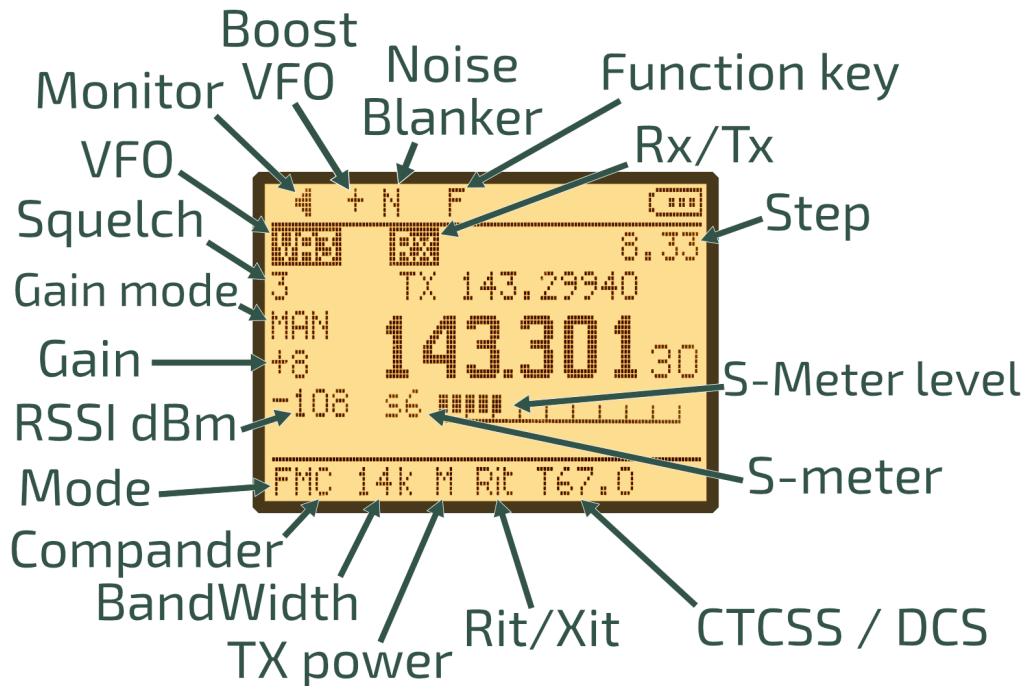 Boost
VFO
Noise
Blanker
Monitor
Function key
VFO
Rx/Tx
Squelch
Step
Gain mode
Gain
RSSI dBm
Mode
Compander
BandWidth
TX power
Rit/Xit
CTCSS / DCS
S-meter
S-Meter level
+ N F
RX 8.33
3 TX 143.29940
MAN
143.301 30
+8
-108 s6
FMC 14k M Rit T67.0